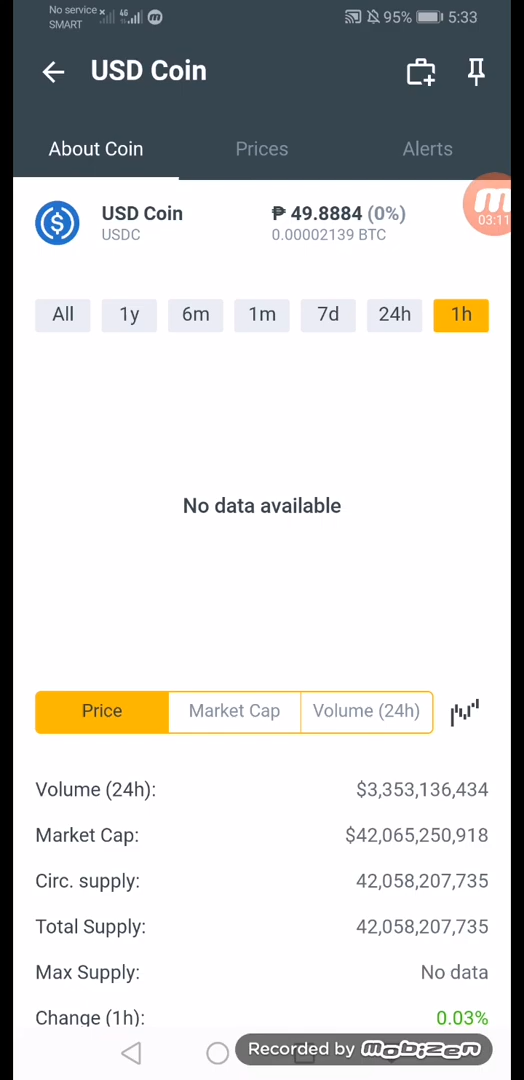 No service 4G 95% 5:33
SMART
USD Coin
About Coin Prices Alerts
USD Coin ₱ 49.8884 (0%)
USDC 0.00002139 BTC
03:11
All 1y 6m 1m 7d 24h 1h
No data available
Price Market Cap Volume (24h)
Volume (24h): $3,353,136,434
Market Cap: $42,065,250,918
Circ. supply: 42,058,207,735
Total Supply: 42,058,207,735
Max Supply: No data
Change (1h): 0.03%
Recorded by mobizen